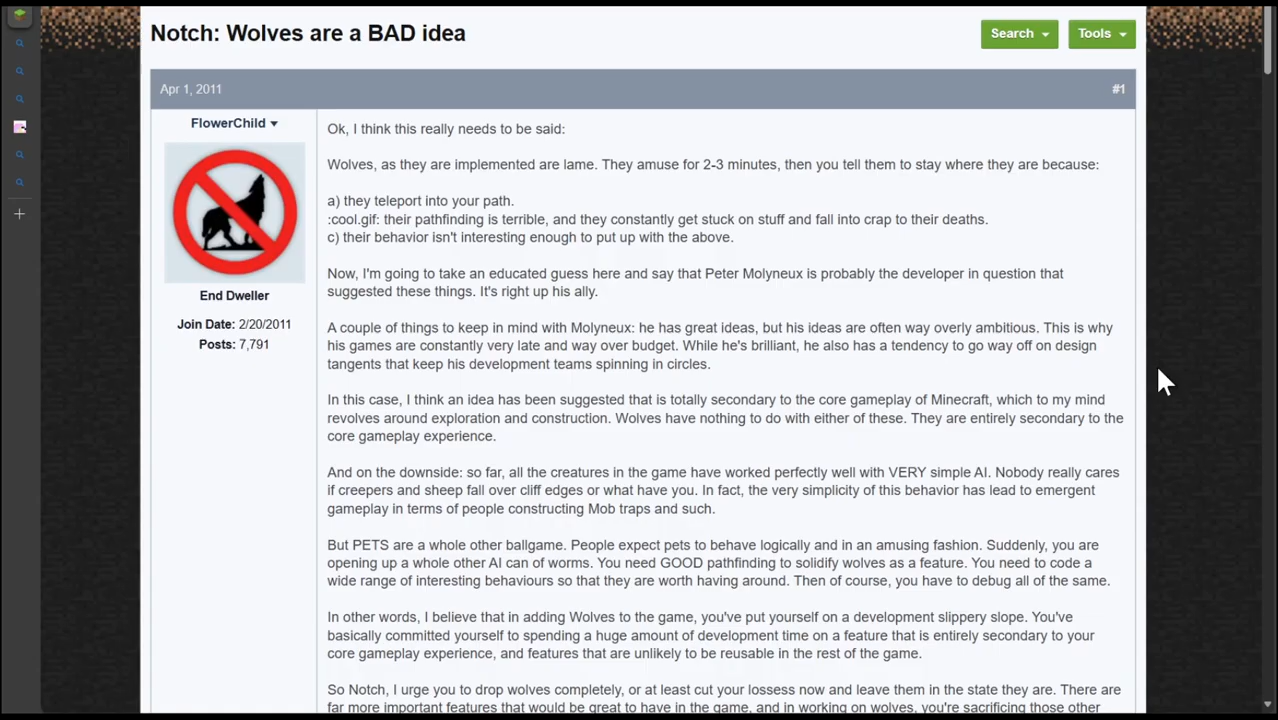 Notch: Wolves are a BAD idea
Search
Tools
Apr 1, 2011
#1
FlowerChild
End Dweller
Join Date: 2/20/2011
Posts: 7,791
Ok, I think this really needs to be said:
Wolves, as they are implemented are lame. They amuse for 2-3 minutes, then you tell them to stay where they are because:
a) they teleport into your path.
:cool.gif: their pathfinding is terrible, and they constantly get stuck on stuff and fall into crap to their deaths.
c) their behavior isn't interesting enough to put up with the above.
Now, I'm going to take an educated guess here and say that Peter Molyneux is probably the developer in question that
suggested these things. It's right up his ally.
A couple of things to keep in mind with Molyneux: he has great ideas, but his ideas are often way overly ambitious. This is why
his games are constantly very late and way over budget. While he's brilliant, he also has a tendency to go way off on design
tangents that keep his development teams spinning in circles.
In this case, I think an idea has been suggested that is totally secondary to the core gameplay of Minecraft, which to my mind
revolves around exploration and construction. Wolves have nothing to do with either of these. They are entirely secondary to the
core gameplay experience.
And on the downside: so far, all the creatures in the game have worked perfectly well with VERY simple AI. Nobody really cares
if creepers and sheep fall over cliff edges or what have you. In fact, the very simplicity of this behavior has lead to emergent
gameplay in terms of people constructing Mob traps and such.
But PETS are a whole other ballgame. People expect pets to behave logically and in an amusing fashion. Suddenly, you are
opening up a whole other AI can of worms. You need GOOD pathfinding to solidify wolves as a feature. You need to code a
wide range of interesting behaviours so that they are worth having around. Then of course, you have to debug all of the same.
In other words, I believe that in adding Wolves to the game, you've put yourself on a development slippery slope. You've
basically committed yourself to spending a huge amount of development time on a feature that is entirely secondary to your
core gameplay experience, and features that are unlikely to be reusable in the rest of the game.
So Notch, I urge you to drop wolves completely, or at least cut your lossess now and leave them in the state they are. There are
far more important features that would be great to have in the game, and in working on wolves, you're sacrificing those other